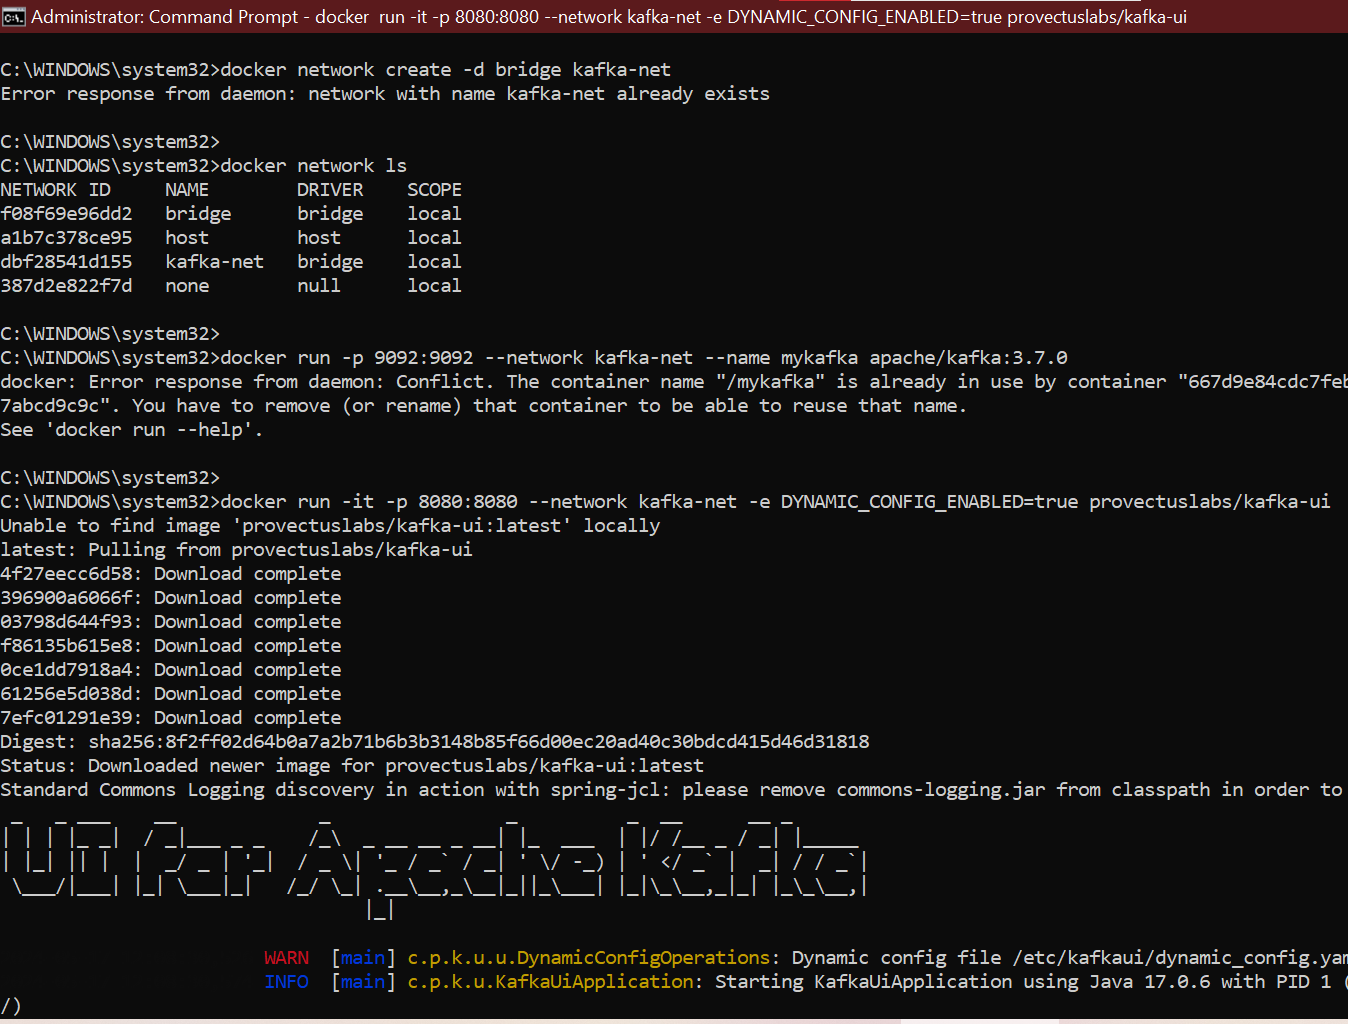 Administrator: Command Prompt - docker  run -it -p 8080:8080 --network kafka-net -e DYNAMIC_CONFIG_ENABLED=true provectuslabs/kafka-ui
C:\WINDOWS\system32>docker network create -d bridge kafka-net
Error response from daemon: network with name kafka-net already exists
C:\WINDOWS\system32>
C:\WINDOWS\system32>docker network ls
NETWORK ID     NAME        DRIVER    SCOPE
f08f69e96dd2   bridge      bridge    local
a1b7c378ce95   host        host      local
dbf28541d155   kafka-net   bridge    local
387d2e822f7d   none        null      local
C:\WINDOWS\system32>
C:\WINDOWS\system32>docker run -p 9092:9092 --network kafka-net --name mykafka apache/kafka:3.7.0
docker: Error response from daemon: Conflict. The container name "/mykafka" is already in use by container "667d9e84cdc7feb
7abcd9c9c". You have to remove (or rename) that container to be able to reuse that name.
See 'docker run --help'.
C:\WINDOWS\system32>
C:\WINDOWS\system32>docker run -it -p 8080:8080 --network kafka-net -e DYNAMIC_CONFIG_ENABLED=true provectuslabs/kafka-ui
Unable to find image 'provectuslabs/kafka-ui:latest' locally
latest: Pulling from provectuslabs/kafka-ui
4f27eecc6d58: Download complete
396900a6066f: Download complete
03798d644f93: Download complete
f86135b615e8: Download complete
0ce1dd7918a4: Download complete
61256e5d038d: Download complete
7efc01291e39: Download complete
Digest: sha256:8f2ff02d64b0a7a2b71b6b3b3148b85f66d00ec20ad40c30bdcd415d46d31818
Status: Downloaded newer image for provectuslabs/kafka-ui:latest
Standard Commons Logging discovery in action with spring-jcl: please remove commons-logging.jar from classpath in order to
UI for Apache Kafka
WARN  [main] c.p.k.u.u.DynamicConfigOperations: Dynamic config file /etc/kafkaui/dynamic_config.yam
INFO  [main] c.p.k.u.KafkaUiApplication: Starting KafkaUiApplication using Java 17.0.6 with PID 1 (
/)